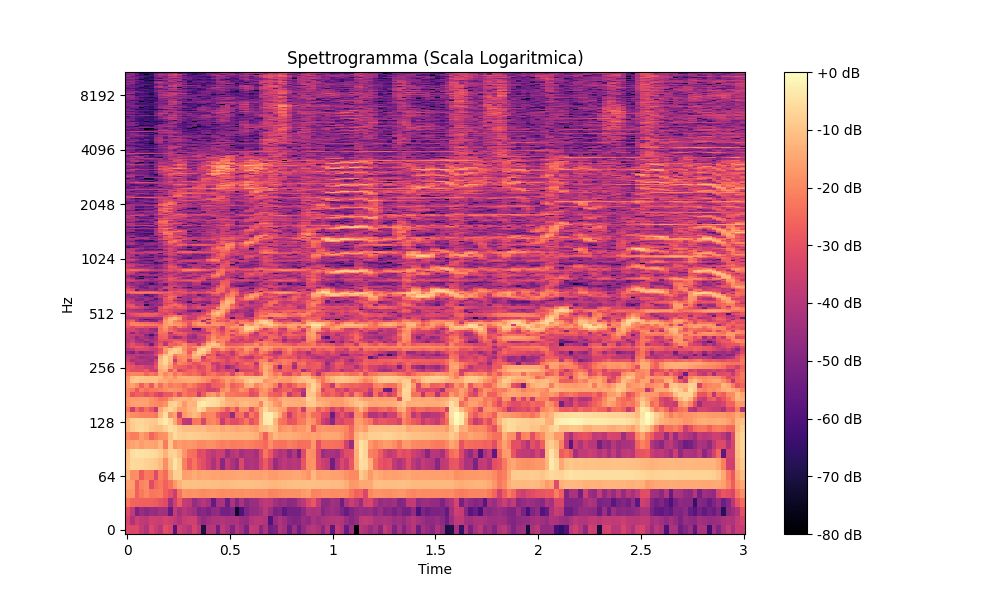 Spettrogramma (Scala Logaritmica)
8192
4096
2048
1024
512
256
128
64
0
Hz
0
0.5
1
1.5
2
2.5
3
Time
+0 dB
-10 dB
-20 dB
-30 dB
-40 dB
-50 dB
-60 dB
-70 dB
-80 dB